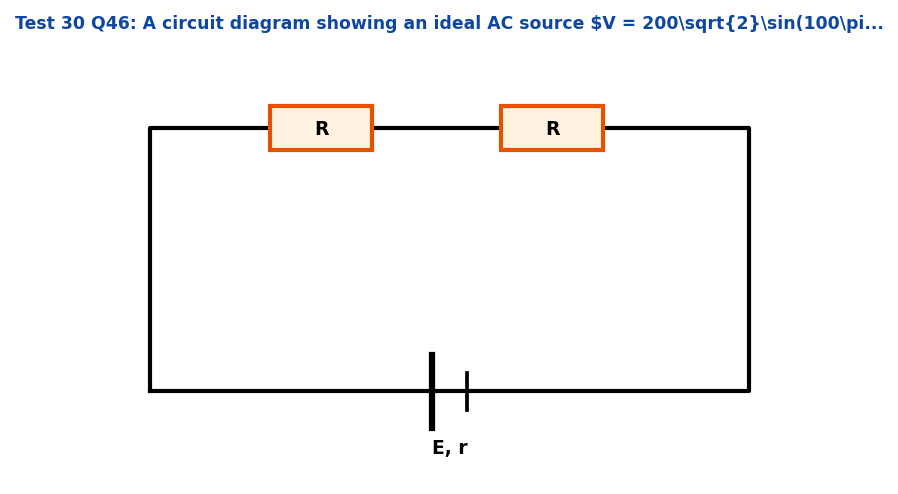 Test 30 Q46: A circuit diagram showing an ideal AC source $V = 200\sqrt{2}\sin(100\pi...
R R
E, r